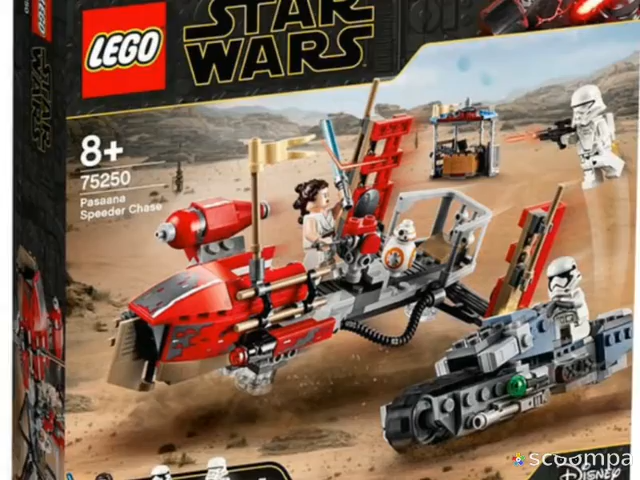 LEGO
STAR
WARS
8+
75250
Pasaana
Speeder Chase
scoompa
Disney